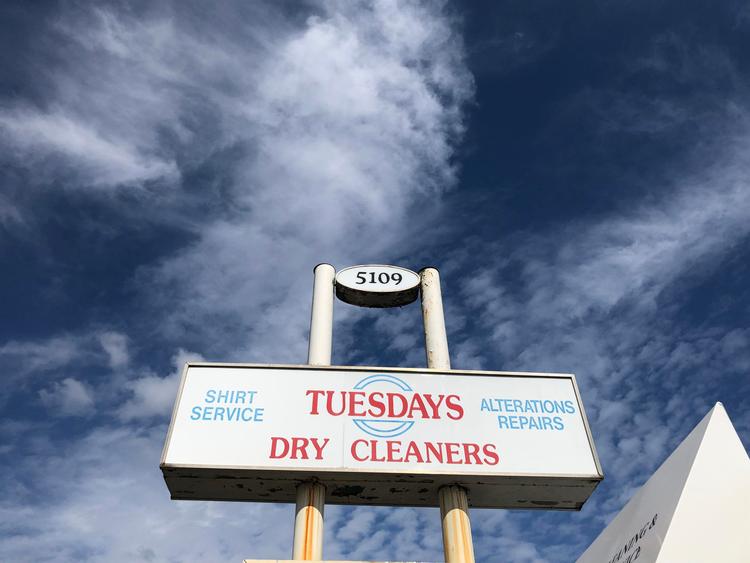 5109
SHIRT
SERVICE
TUESDAYS
ALTERATIONS
REPAIRS
DRY CLEANERS